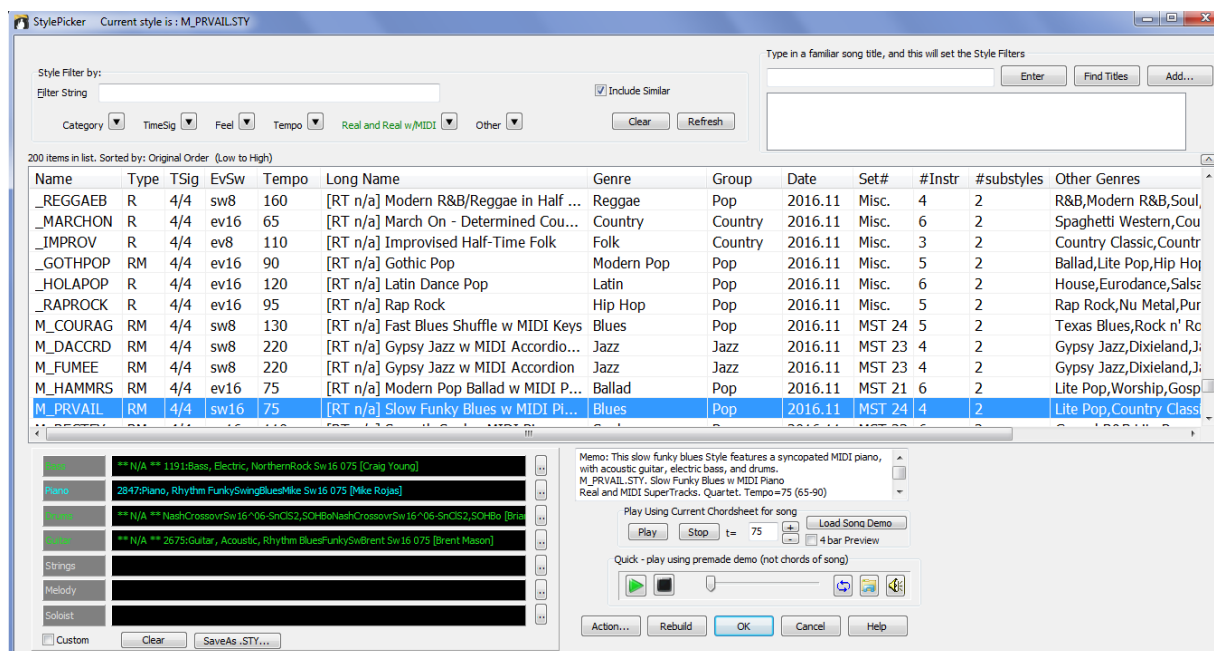 StylePicker Current style is : M_PRVAIL.STY
Type in a familiar song title, and this will set the Style Filters
Enter Find Titles Add...
Style Filter by:
Filter String
Include Similar
Category TimeSig Feel Tempo Real and Real w/MIDI Other Clear Refresh
200 items in list. Sorted by: Original Order (Low to High)
Name Type TSig EvSw Tempo Long Name Genre Group Date Set# #Instr #substyles Other Genres
_REGGAEB R 4/4 sw8 160 [RT n/a] Modern R&B/Reggae in Half ... Reggae Pop 2016.11 Misc. 4 2 R&B,Modern R&B,Soul,
_MARCHON R 4/4 ev16 65 [RT n/a] March On - Determined Cou... Country Country 2016.11 Misc. 6 2 Spaghetti Western,Cou
_IMPROV R 4/4 ev8 110 [RT n/a] Improvised Half-Time Folk Folk Country 2016.11 Misc. 3 2 Country Classic,Countr
_GOTHPOP RM 4/4 ev16 90 [RT n/a] Gothic Pop Modern Pop Pop 2016.11 Misc. 5 2 Ballad,Lite Pop,Hip Hop
_HOLAPOP R 4/4 ev16 120 [RT n/a] Latin Dance Pop Latin Pop 2016.11 Misc. 6 2 House,Eurodance,Salsa
_RAPROCK R 4/4 ev16 95 [RT n/a] Rap Rock Hip Hop Pop 2016.11 Misc. 5 2 Rap Rock,Nu Metal,Pur
M_COURAG RM 4/4 sw8 130 [RT n/a] Fast Blues Shuffle w MIDI Keys Blues Pop 2016.11 MST 24 5 2 Texas Blues,Rock n' Ro
M_DACCRD RM 4/4 sw8 220 [RT n/a] Gypsy Jazz w MIDI Accordio... Jazz Jazz 2016.11 MST 23 4 2 Gypsy Jazz,Dixieland,Ja
M_FUMEE RM 4/4 sw8 220 [RT n/a] Gypsy Jazz w MIDI Accordion Jazz Jazz 2016.11 MST 23 4 2 Gypsy Jazz,Dixieland,Ja
M_HAMMRS RM 4/4 ev16 75 [RT n/a] Modern Pop Ballad w MIDI P... Ballad Pop 2016.11 MST 21 6 2 Lite Pop,Worship,Gosp
M_PRVAIL RM 4/4 sw16 75 [RT n/a] Slow Funky Blues w MIDI Pi... Blues Pop 2016.11 MST 24 4 2 Lite Pop,Country Class
Bass ** N/A ** 1191:Bass, Electric, NorthernRock Sw16 075 [Craig Young]
Piano 2847:Piano, Rhythm FunkySwingBluesMike Sw16 075 [Mike Rojas]
Drums ** N/A ** NashCrossovrSw16^06-SnClS2,SOHBoNashCrossovrSw16^06-SnClS2,SOHBo [Briar
Guitar ** N/A ** 2675:Guitar, Acoustic, Rhythm BluesFunkySwBrent Sw16 075 [Brent Mason]
Strings
Melody
Soloist
Custom Clear SaveAs .STY...
Memo: This slow funky blues Style features a syncopated MIDI piano,
with acoustic guitar, electric bass, and drums.
M_PRVAIL.STY. Slow Funky Blues w MIDI Piano
Real and MIDI SuperTracks. Quartet. Tempo=75 (65-90)
Play Using Current Chordsheet for song
Play Stop t= 75 + - Load Song Demo
4 bar Preview
Quick - play using premade demo (not chords of song)
Action... Rebuild OK Cancel Help